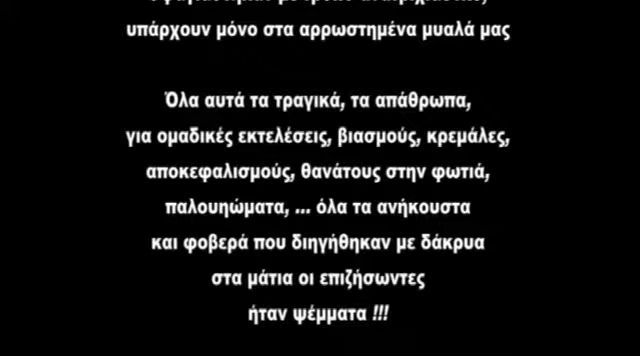 υπάρχουν μόνο στα αρρωστημένα μυαλά μας
Όλα αυτά τα τραγικά, τα απάθρωπα,
για ομαδικές εκτελέσεις, βιασμούς, κρεμάλες,
αποκεφαλισμούς, θανάτους στην φωτιά,
παλουηώματα, ... όλα τα ανήκουστα
και φοβερά που διηγήθηκαν με δάκρυα
στα μάτια οι επιζήσωντες
ήταν ψέμματα !!!